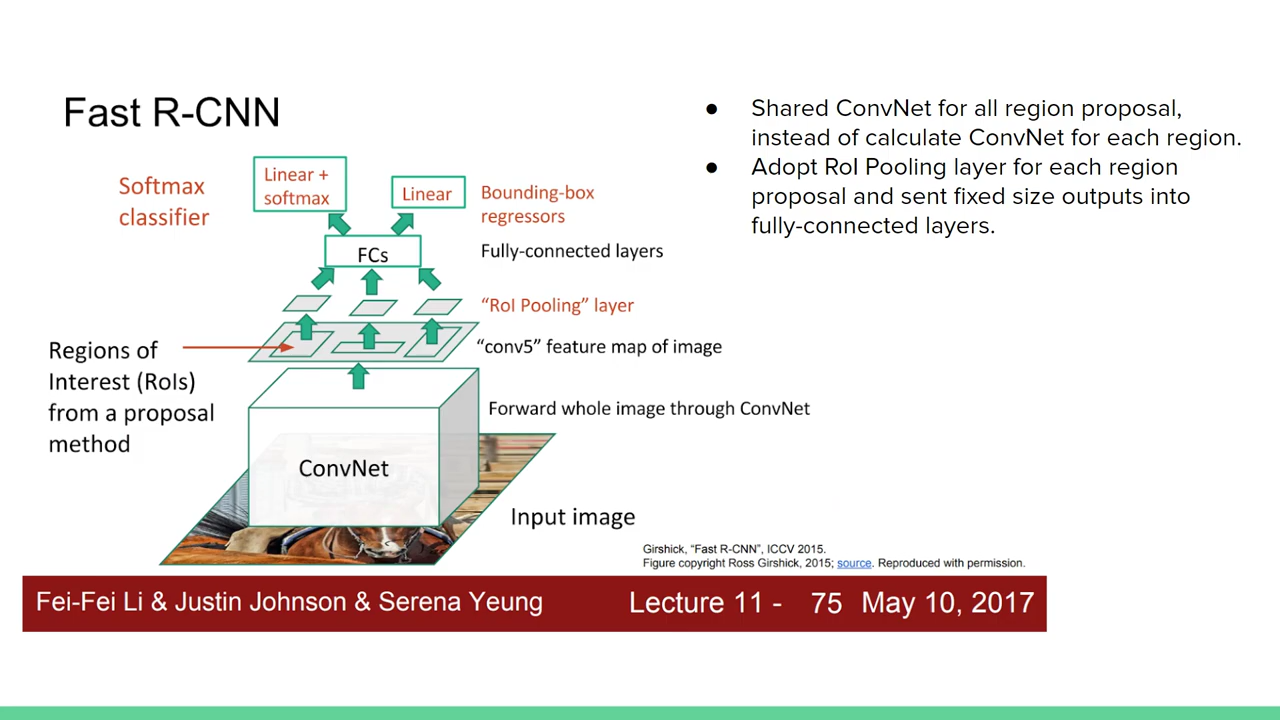 Fast R-CNN
Softmax
classifier
Linear +
softmax
Linear
Bounding-box
regressors
FCs
Fully-connected layers
“RoI Pooling” layer
“conv5” feature map of image
Regions of
Interest (RoIs)
from a proposal
method
Forward whole image through ConvNet
ConvNet
Input image
Girshick, “Fast R-CNN”, ICCV 2015.
Figure copyright Ross Girshick, 2015; source. Reproduced with permission.
Fei-Fei Li & Justin Johnson & Serena Yeung Lecture 11 - 75 May 10, 2017
● Shared ConvNet for all region proposal,
instead of calculate ConvNet for each region.
● Adopt RoI Pooling layer for each region
proposal and sent fixed size outputs into
fully-connected layers.